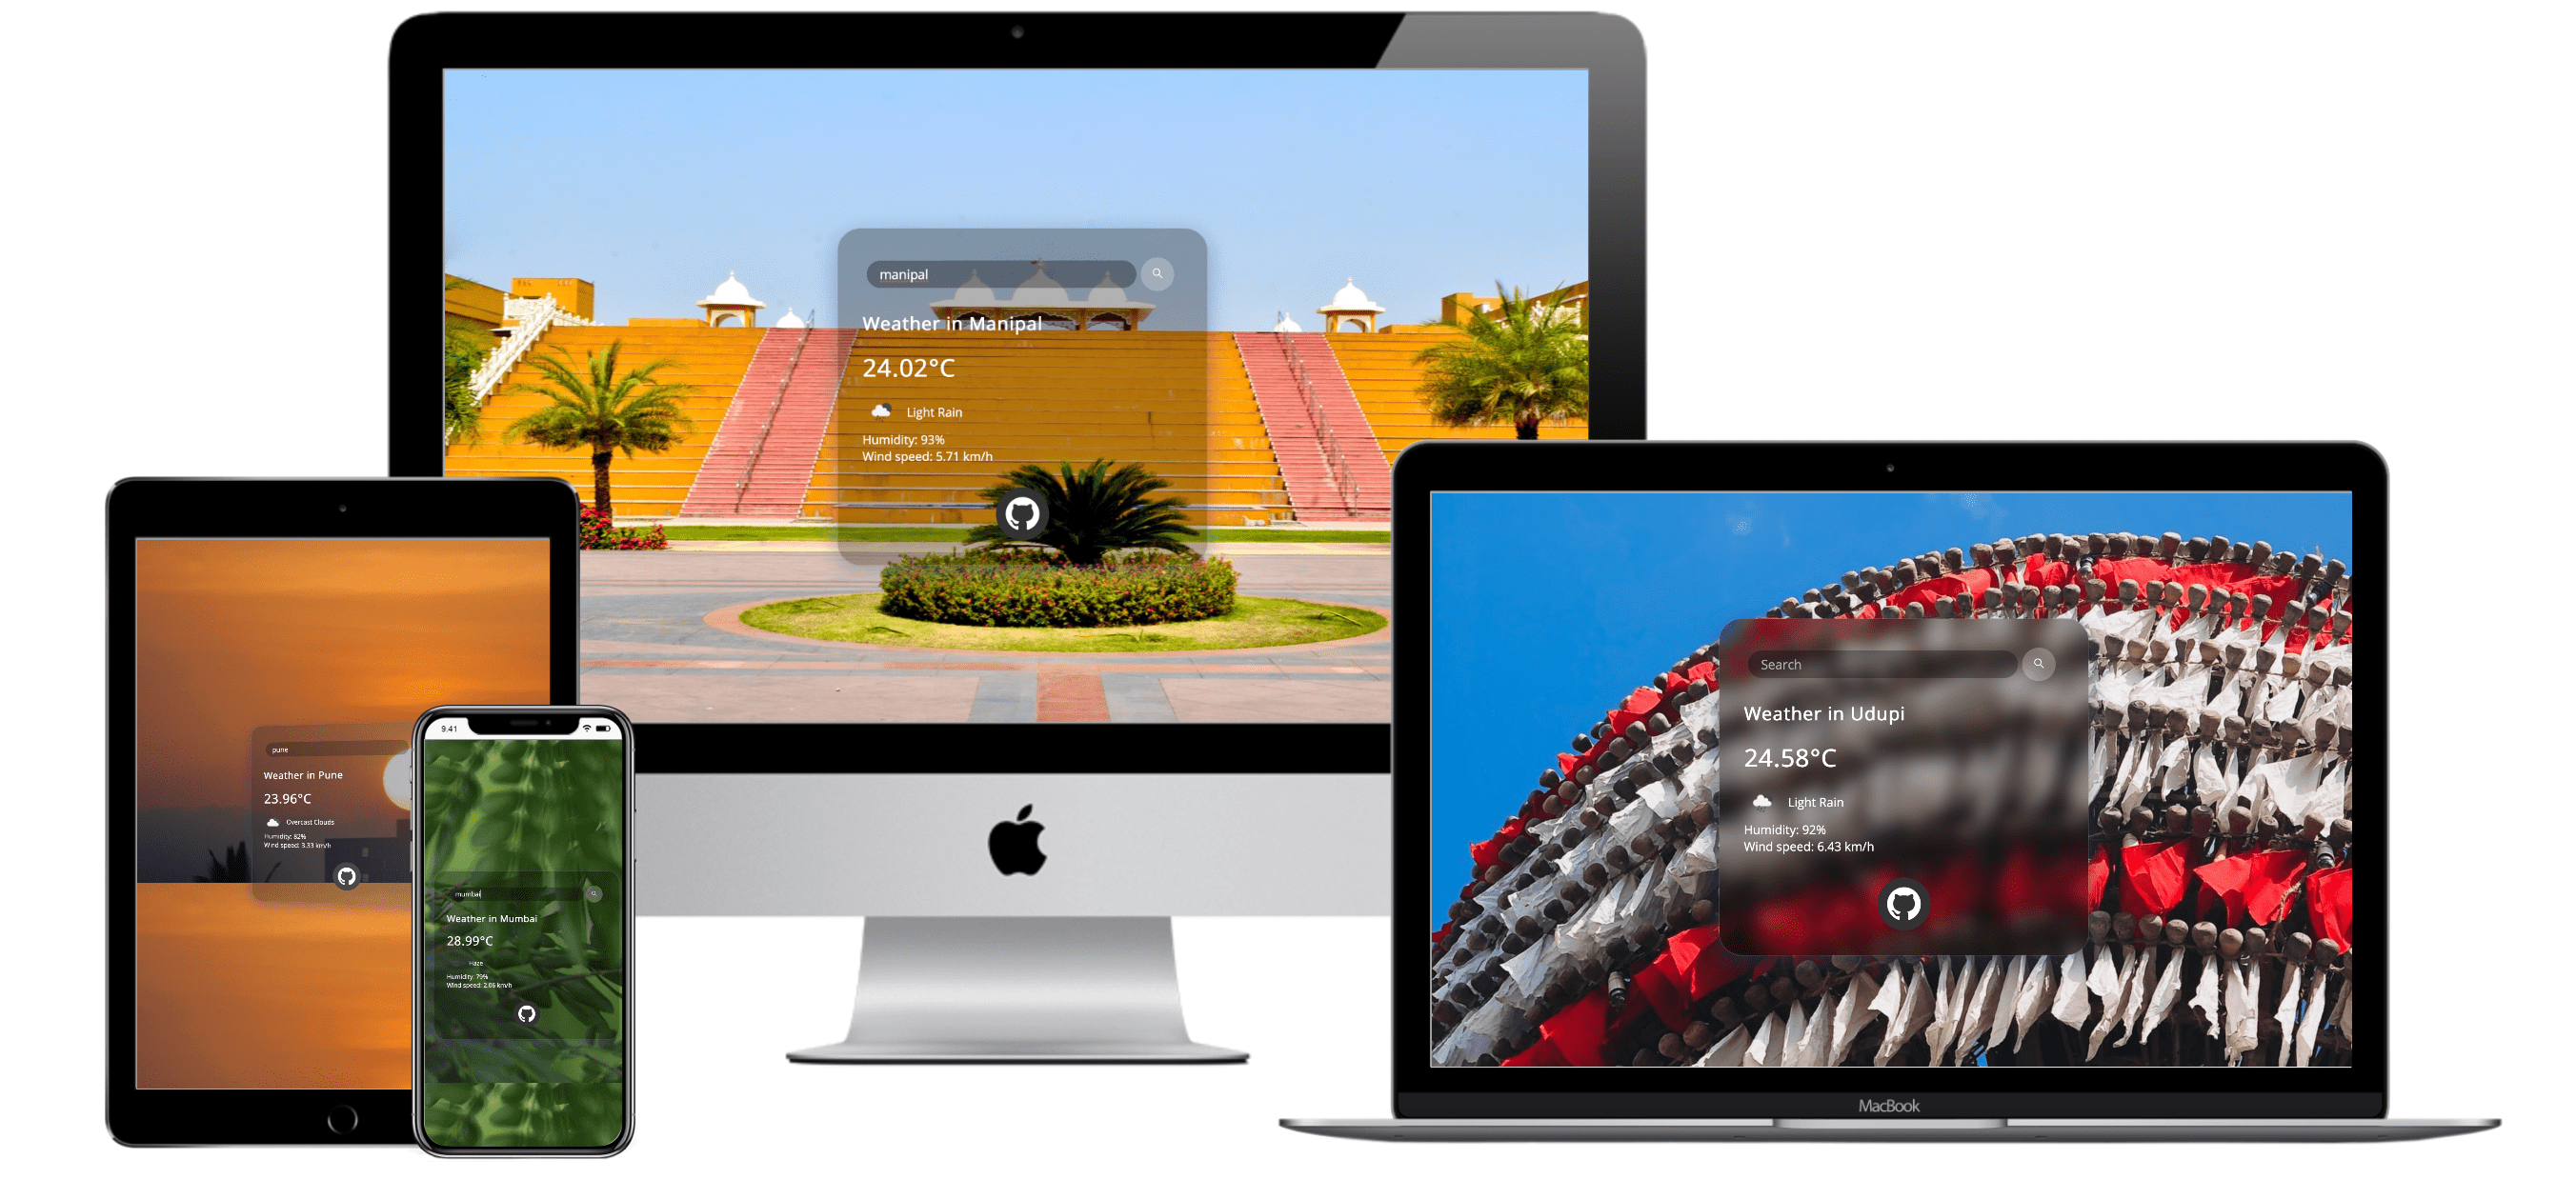 manipal
Weather in Manipal
24.02°C
Light Rain
Humidity: 93%
Wind speed: 5.71 km/h
Search
Weather in Udupi
24.58°C
Light Rain
Humidity: 92%
Wind speed: 6.43 km/h
MacBook
pune
Weather in Pune
23.96°C
Overcast Clouds
Humidity: 82%
Wind speed: 3.33 km/h
9.41
mumbai
Weather in Mumbai
28.99°C
Haze
Humidity: 79%
Wind speed: 2.06 km/h